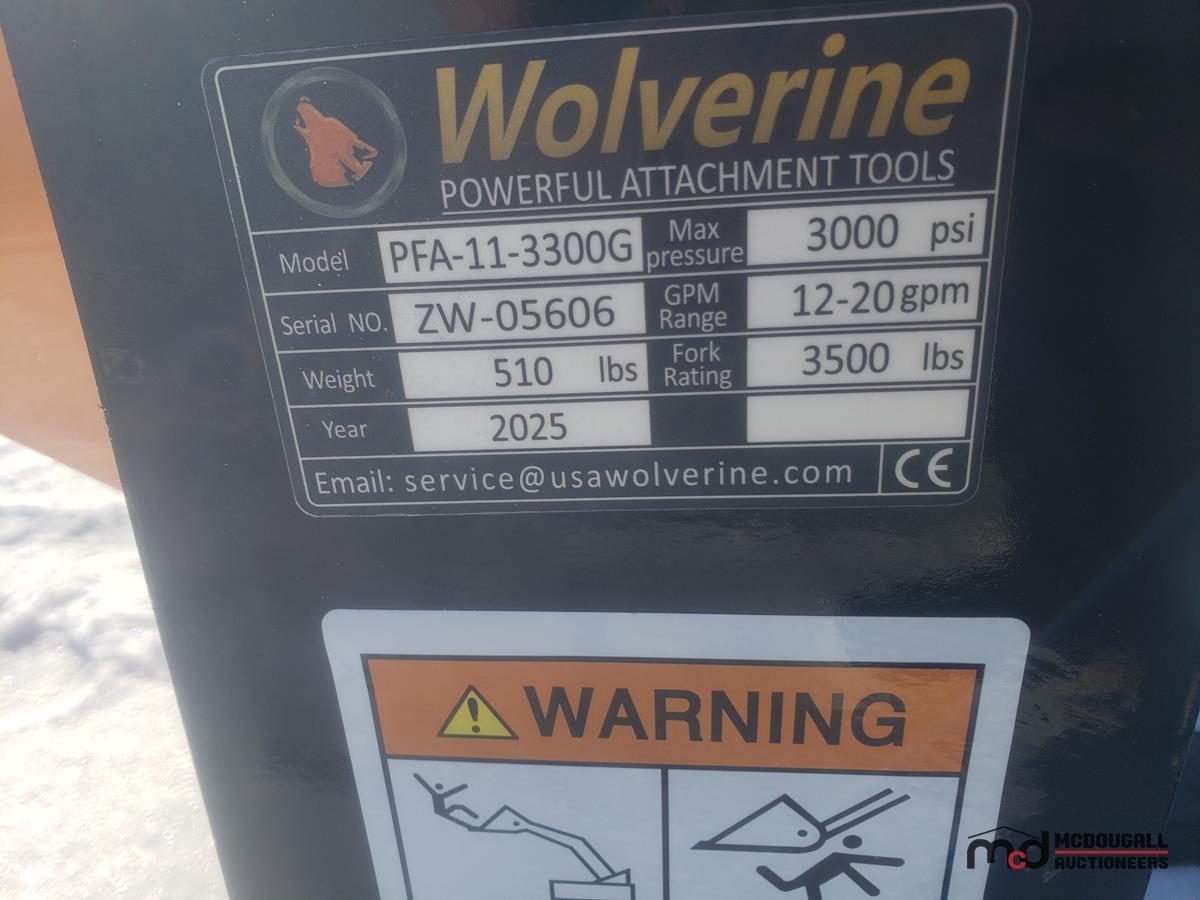 Wolverine
POWERFUL ATTACHMENT TOOLS
Model PFA-11-3300G Max pressure 3000 psi
Serial NO. ZW-05606 GPM Range 12-20 gpm
Weight 510 lbs Fork Rating 3500 lbs
Year 2025
Email: service@usawolverine.com CE
WARNING
mcd MCDOUGALL
AUCTIONEERS